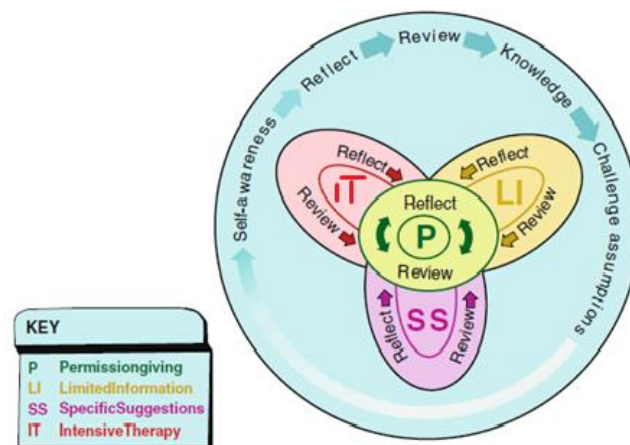 Self-awareness
Reflect
Review
Knowledge
Challenge assumptions
Reflect
Review
IT
Reflect
Review
LI
Reflect
P
Review
Reflect
SS
Review
KEY
P Permissiongiving
LI LimitedInformation
SS SpecificSuggestions
IT IntensiveTherapy